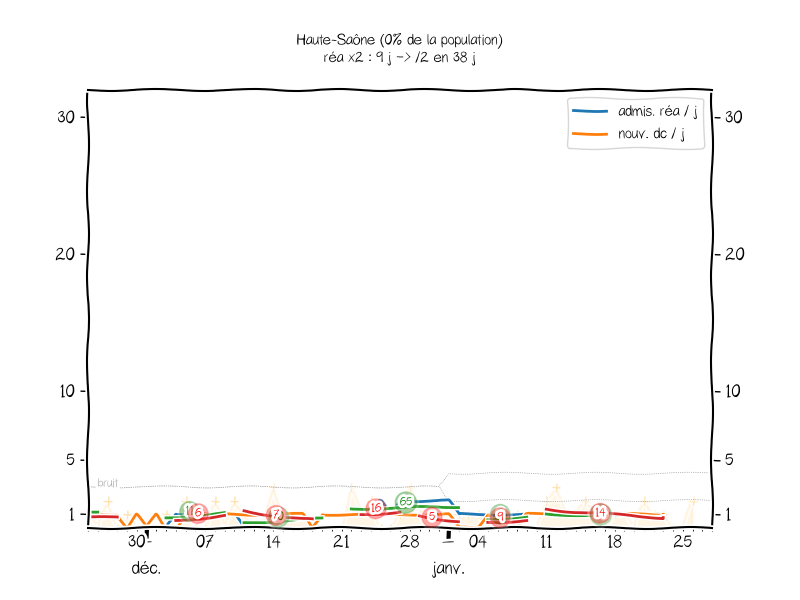 Haute-Saône (0% de la population)
réa x2 : 9 j -> /2 en 38 j
admis. réa / j
nouv. dc / j
30 30
20 20
10 10
5 5
bruit
1 1
16 65 5 6 7 9 14
30 07 14 21 28 04 11 18 25
déc. janv.